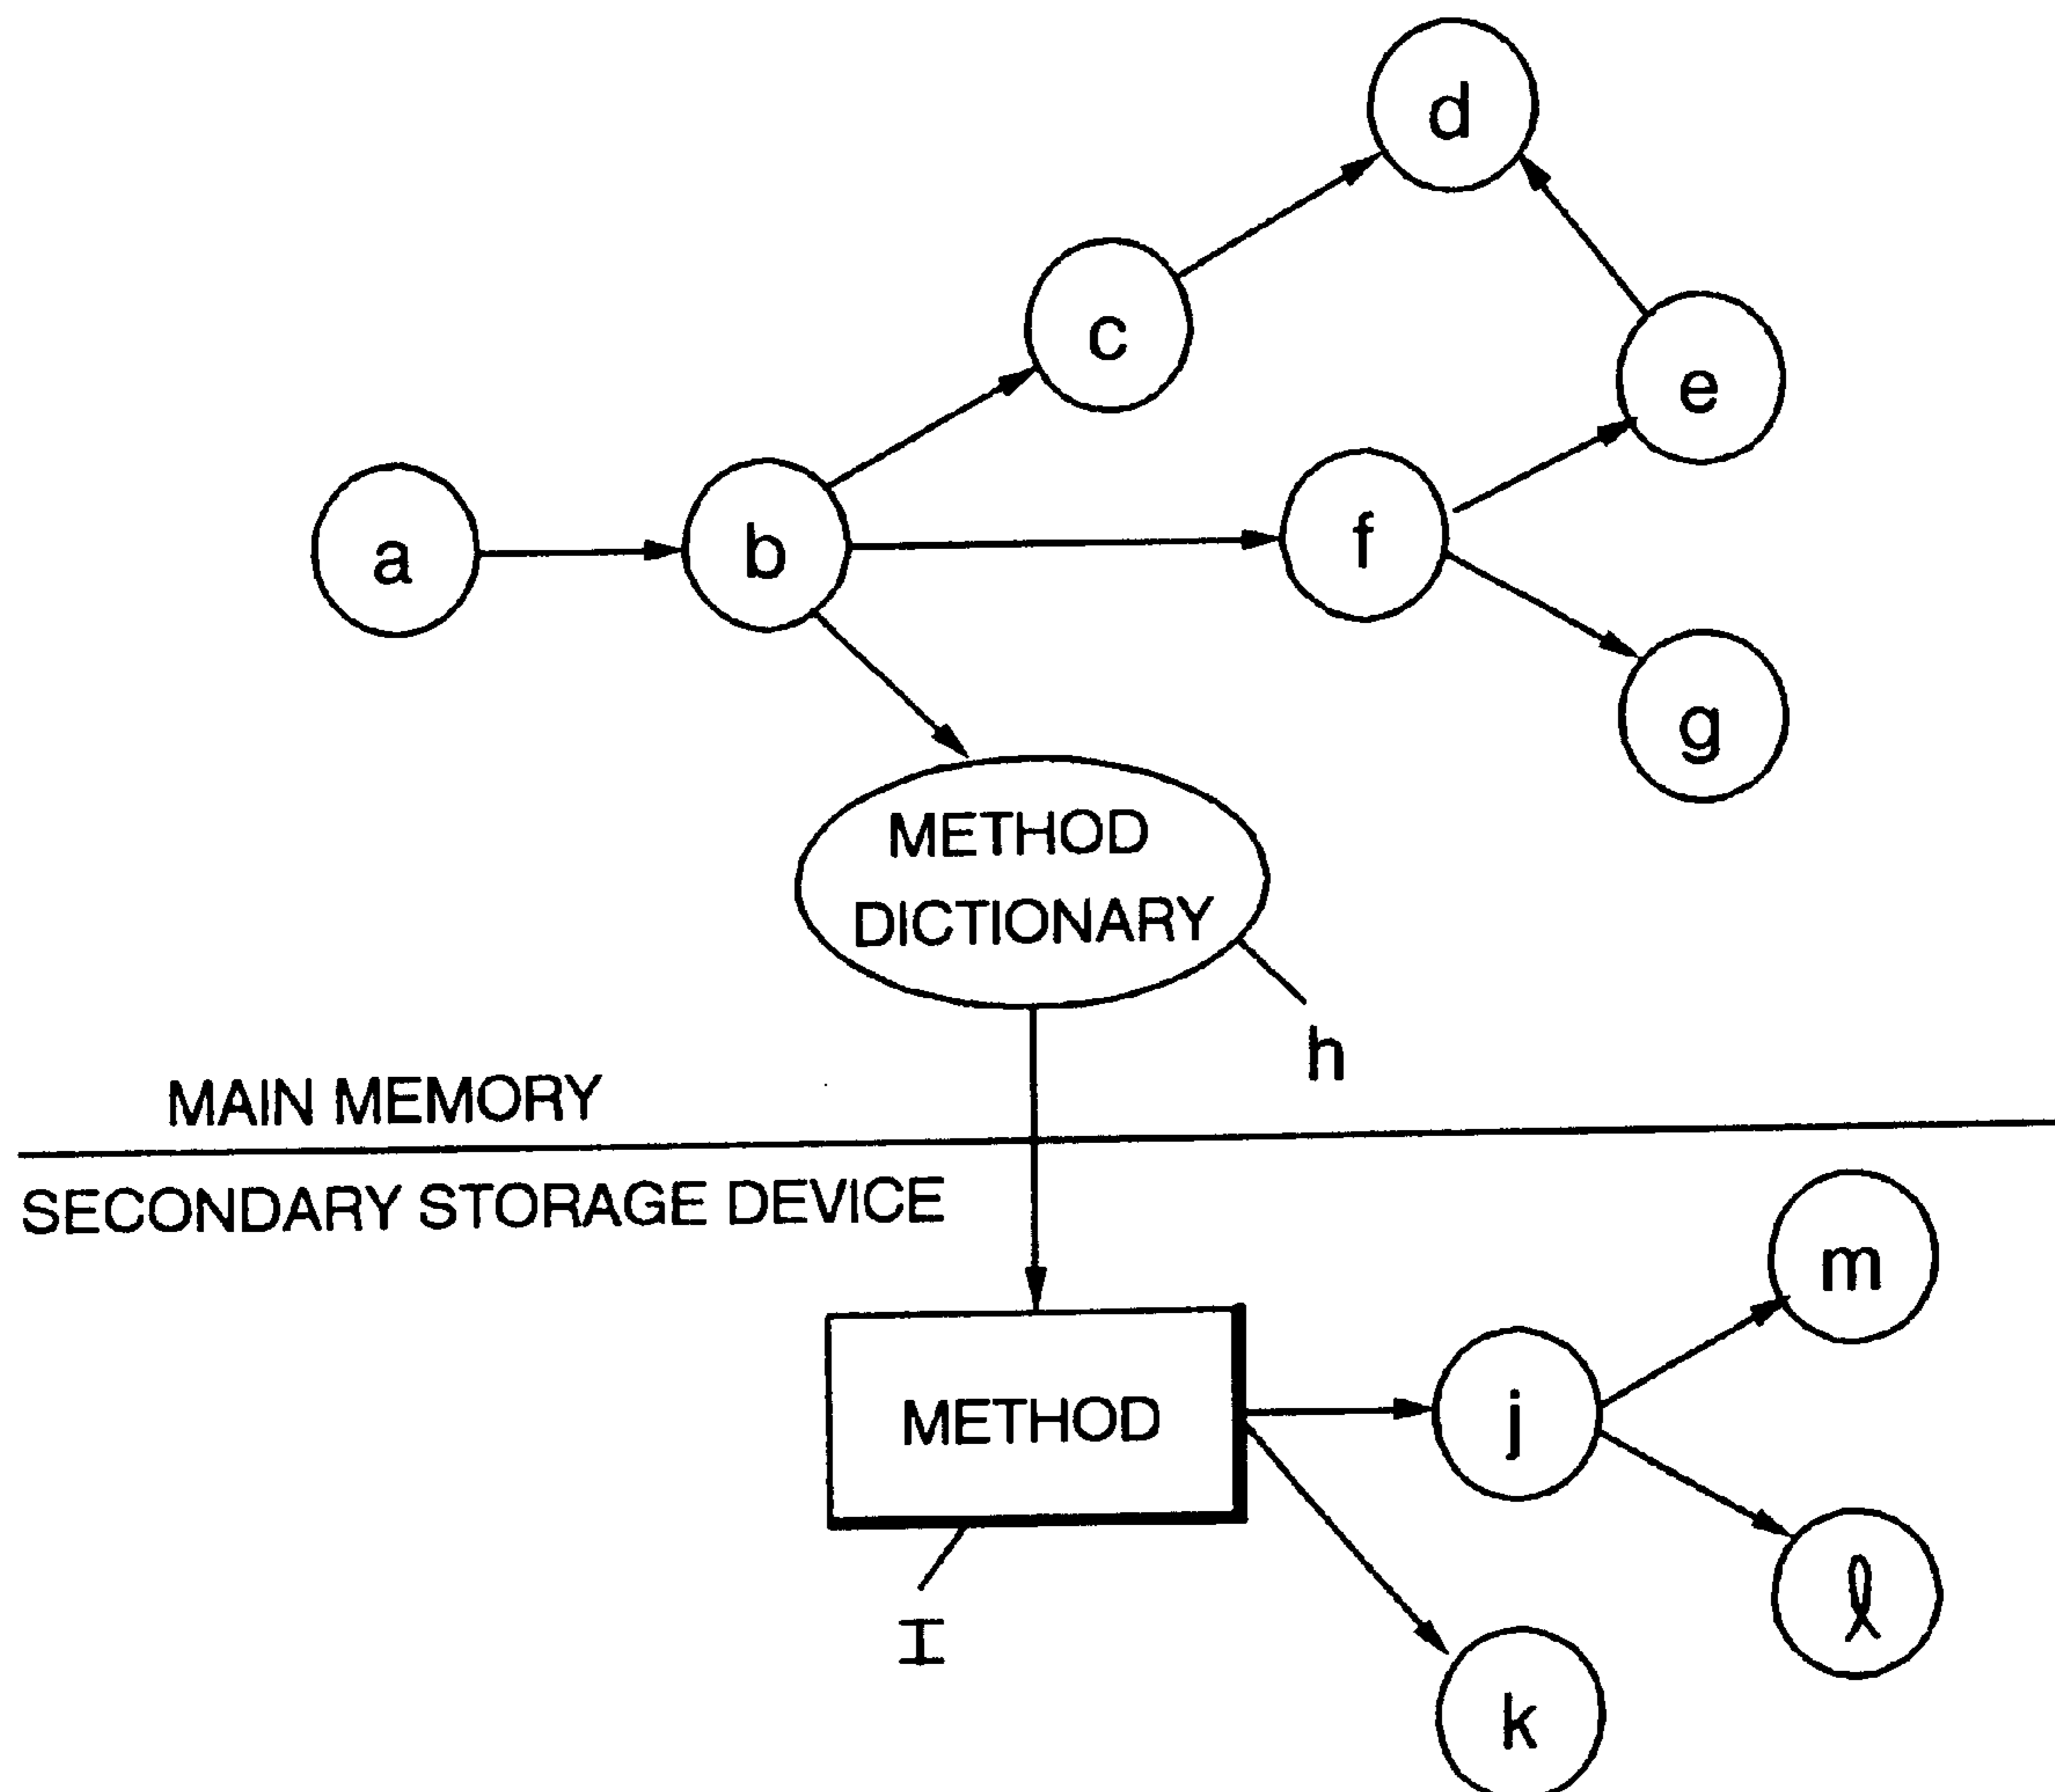 d
c
e
a
b
f
g
METHOD
DICTIONARY
h
MAIN MEMORY
SECONDARY STORAGE DEVICE
m
METHOD
j
ℓ
I
k